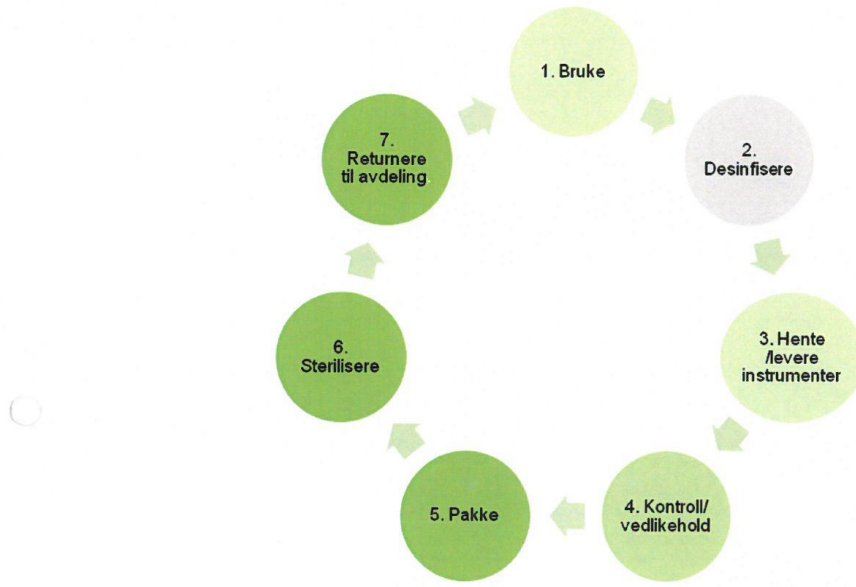 1. Bruke
2.
Desinfisere
3. Hente
/levere
instrumenter
4. Kontroll/
vedlikehold
5. Pakke
6.
Sterilisere
7.
Returnere
til avdeling